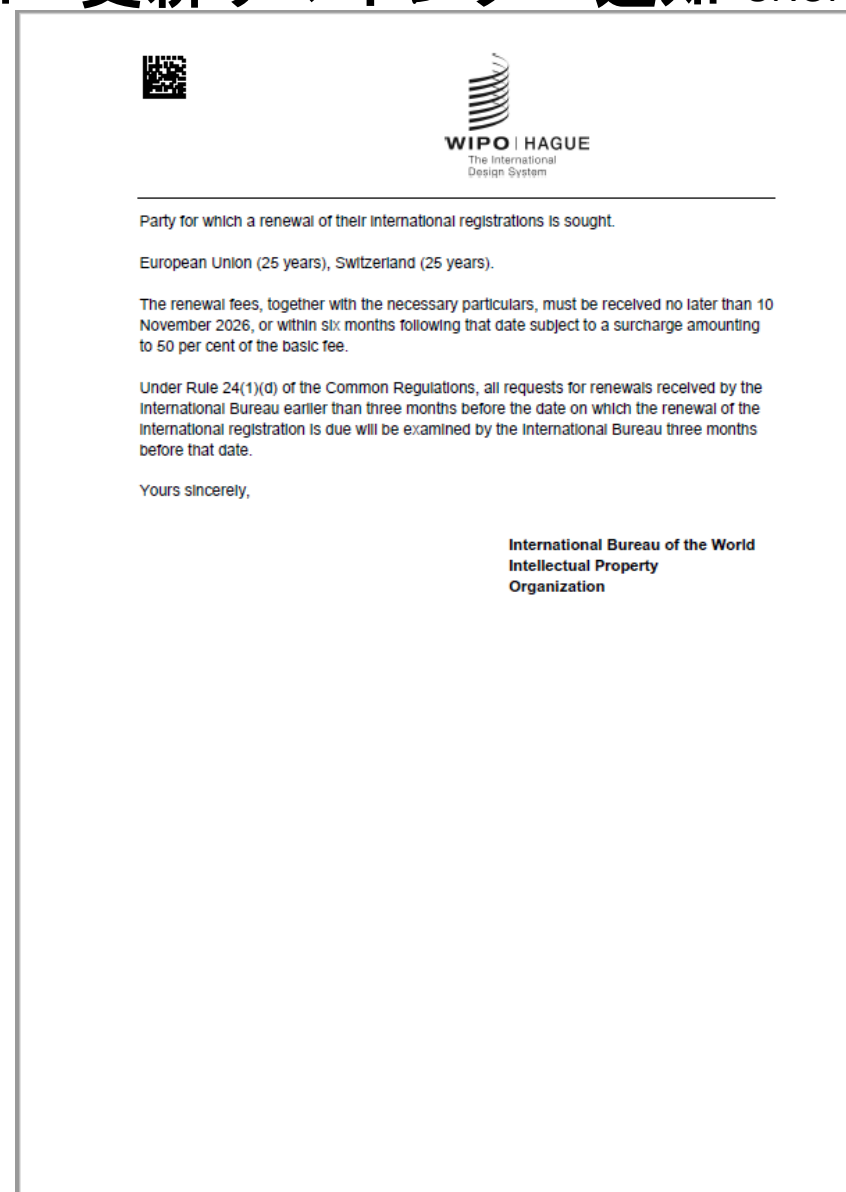 WIPO | HAGUE
The International
Design System
Party for which a renewal of their international registrations is sought.
European Union (25 years), Switzerland (25 years).
The renewal fees, together with the necessary particulars, must be received no later than 10
November 2026, or within six months following that date subject to a surcharge amounting
to 50 per cent of the basic fee.
Under Rule 24(1)(d) of the Common Regulations, all requests for renewals received by the
International Bureau earlier than three months before the date on which the renewal of the
international registration is due will be examined by the International Bureau three months
before that date.
Yours sincerely,
International Bureau of the World
Intellectual Property
Organization